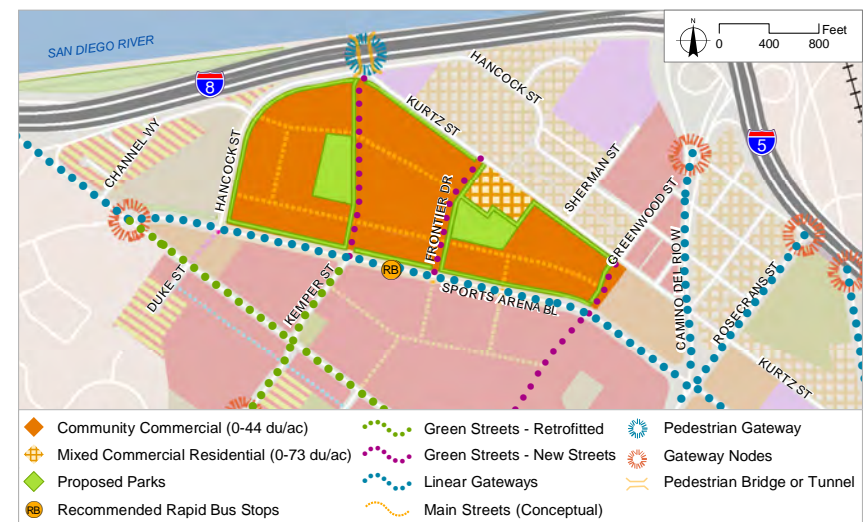 SAN DIEGO RIVER
N
0 400 800
Feet
8
5
HANCOCK ST
KURTZ ST
CHANNEL WY
HANCOCK ST
SHERMAN ST
FRONTIER DR
GREENWOOD ST
DUKE ST
KEMPER ST
RB
SPORTS ARENA BL
CAMINO DEL RIO W
ROSECRANS ST
KURTZ ST
Community Commercial (0-44 du/ac)
Mixed Commercial Residential (0-73 du/ac)
Proposed Parks
RB Recommended Rapid Bus Stops
Green Streets - Retrofitted
Green Streets - New Streets
Linear Gateways
Main Streets (Conceptual)
Pedestrian Gateway
Gateway Nodes
Pedestrian Bridge or Tunnel